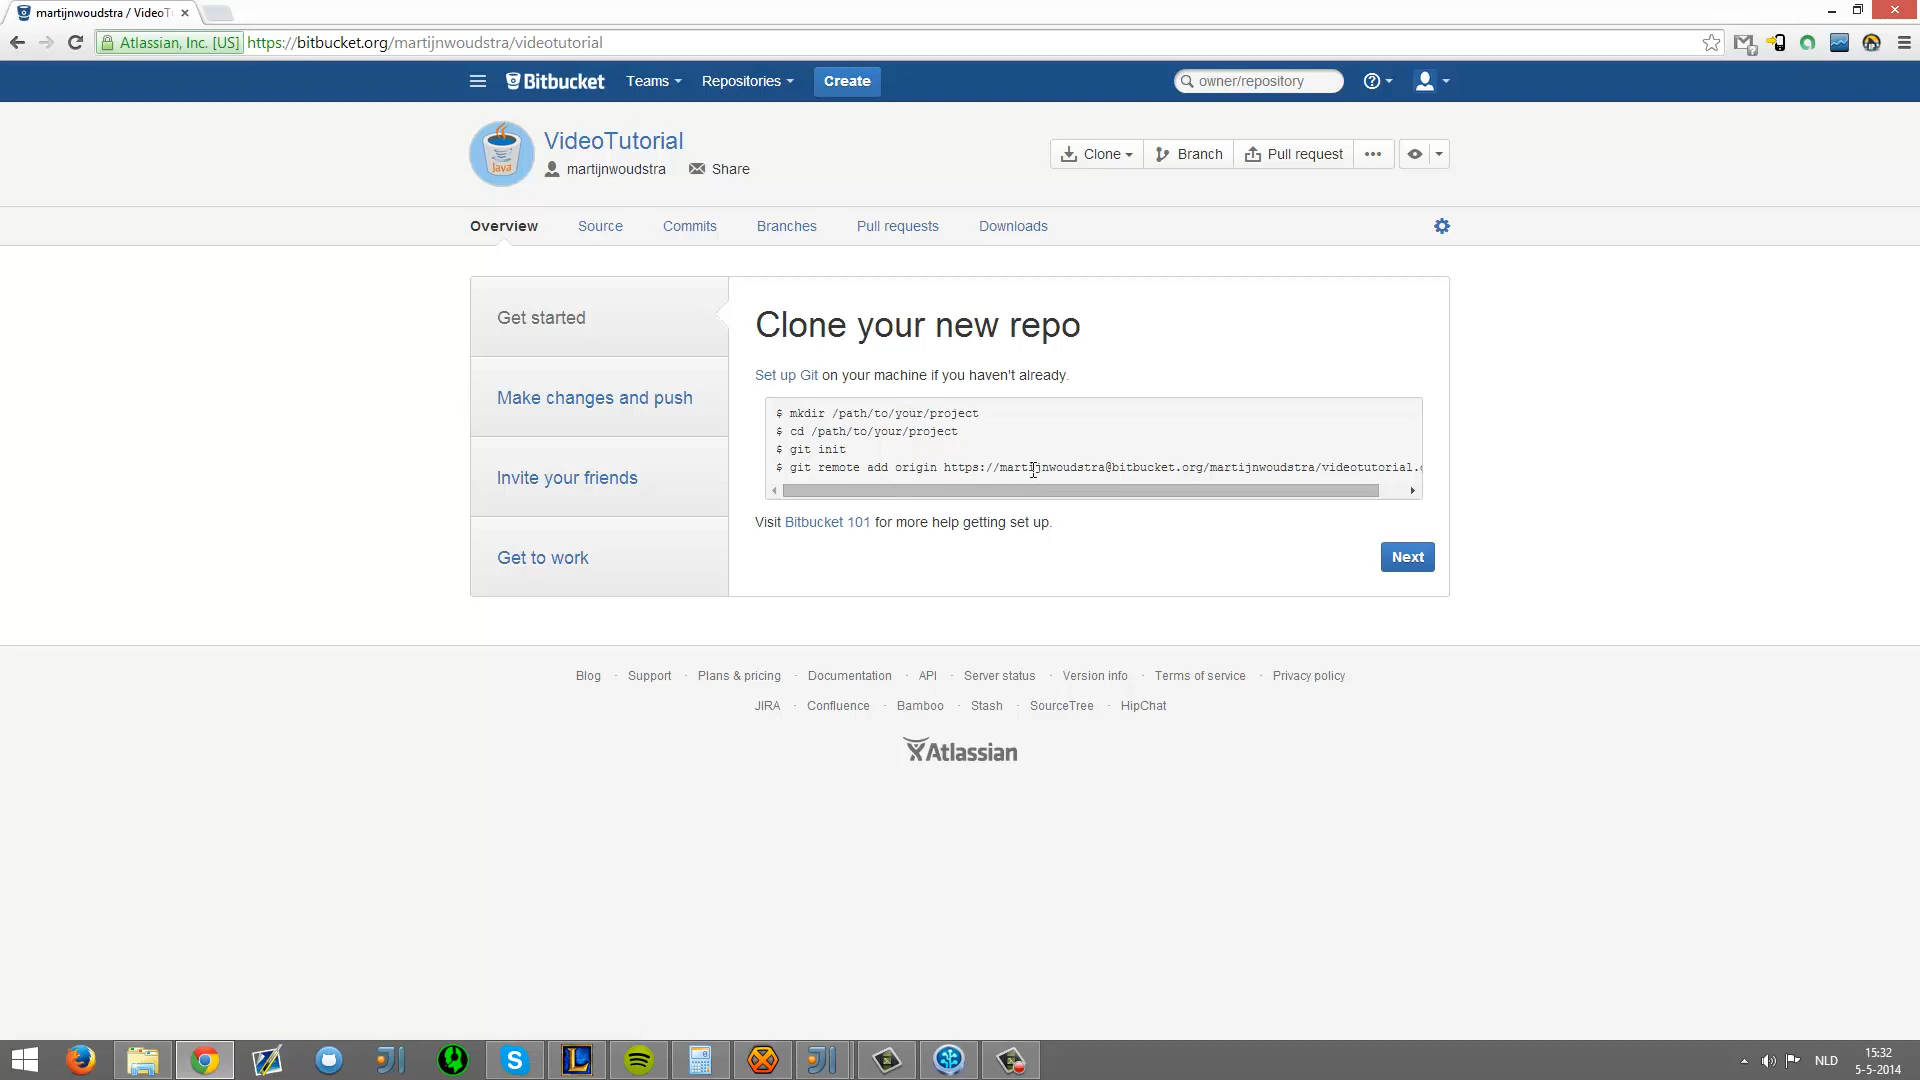 martijnwoudstra / VideoT
Atlassian, Inc. [US] https://bitbucket.org/martijnwoudstra/videotutorial
Bitbucket Teams Repositories Create owner/repository
VideoTutorial
martijnwoudstra Share
Clone Branch Pull request
Overview Source Commits Branches Pull requests Downloads
Get started
Make changes and push
Invite your friends
Get to work
Clone your new repo
Set up Git on your machine if you haven't already.
$ mkdir /path/to/your/project
$ cd /path/to/your/project
$ git init
$ git remote add origin https://martijnwoudstra@bitbucket.org/martijnwoudstra/videotutorial.
Visit Bitbucket 101 for more help getting set up.
Next
Blog · Support · Plans & pricing · Documentation · API · Server status · Version info · Terms of service · Privacy policy
JIRA · Confluence · Bamboo · Stash · SourceTree · HipChat
Atlassian
NLD
15:32
5-5-2014